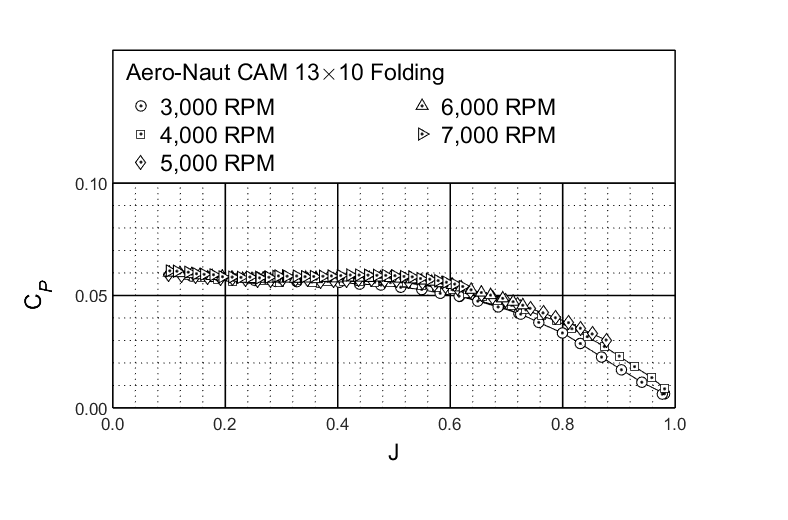 Aero-Naut CAM 13×10 Folding
3,000 RPM
4,000 RPM
5,000 RPM
6,000 RPM
7,000 RPM
0.10
0.05
0.00
C_P
0.0 0.2 0.4 0.6 0.8 1.0
J